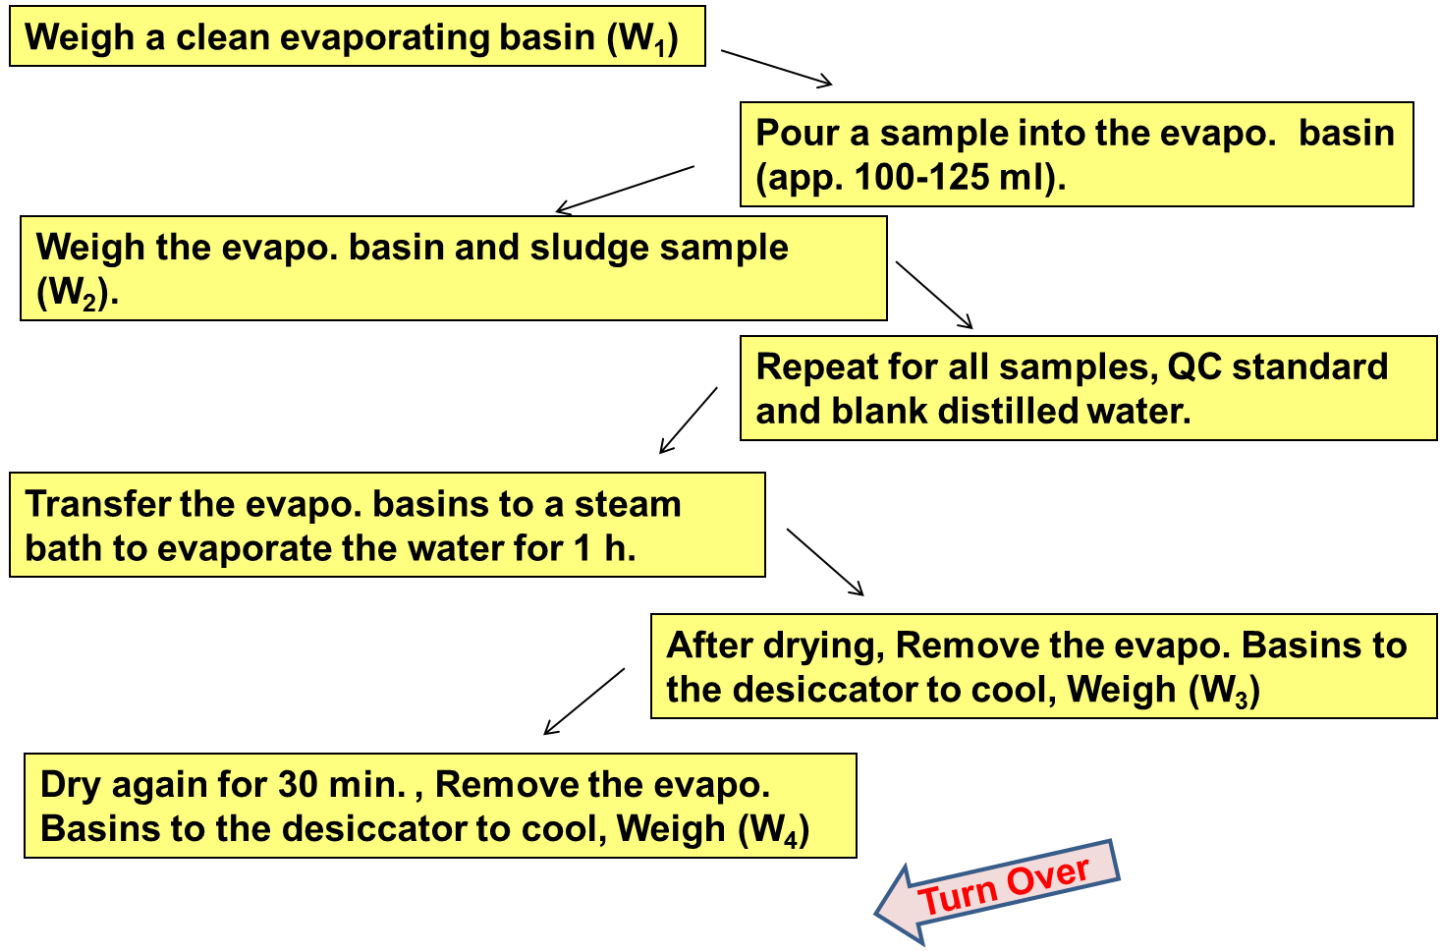 Weigh a clean evaporating basin (W₁)
Pour a sample into the evapo.  basin
(app. 100-125 ml).
Weigh the evapo. basin and sludge sample
(W₂).
Repeat for all samples, QC standard
and blank distilled water.
Transfer the evapo. basins to a steam
bath to evaporate the water for 1 h.
After drying, Remove the evapo. Basins to
the desiccator to cool, Weigh (W₃)
Dry again for 30 min. , Remove the evapo.
Basins to the desiccator to cool, Weigh (W₄)
Turn Over